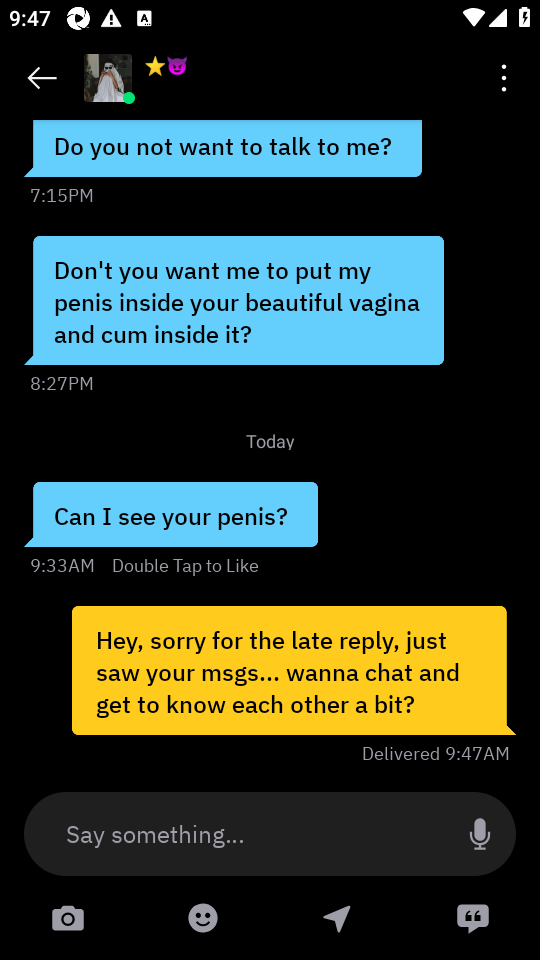 9:47
⭐😈
Do you not want to talk to me?
7:15PM
Don't you want me to put my
penis inside your beautiful vagina
and cum inside it?
8:27PM
Today
Can I see your penis?
9:33AM Double Tap to Like
Hey, sorry for the late reply, just
saw your msgs... wanna chat and
get to know each other a bit?
Delivered 9:47AM
Say something...